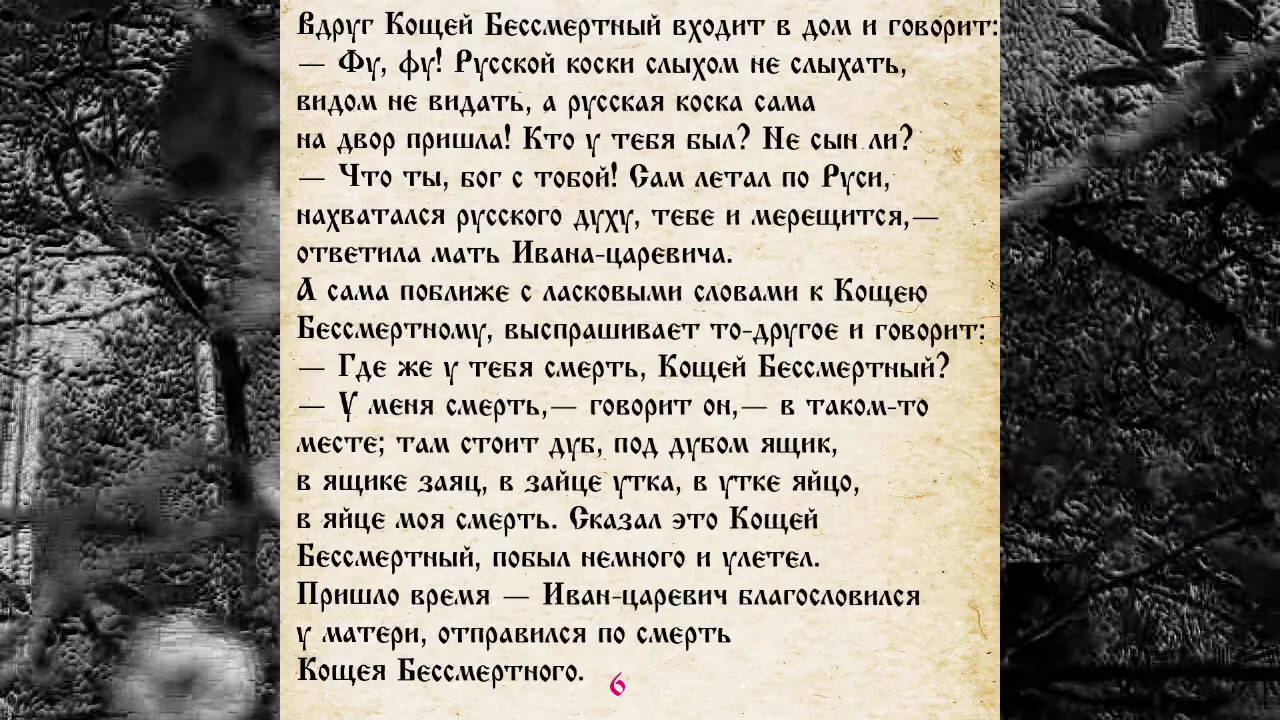 Вдруг Кощей Бессмертный входит в дом и говорит:
— Фу, фу! Русской коски слыхом не слыхать,
видом не видать, а русская коска сама
на двор пришла! Кто у тебя был? Не сын ли?
— Что ты, бог с тобой! Сам летал по Руси,
нахватался русского духу, тебе и мерещится,—
ответила мать Ивана-царевича.
А сама поближе с ласковыми словами к Кощею
Бессмертному, выспрашивает то-другое и говорит:
— Где же у тебя смерть, Кощей Бессмертный?
— У меня смерть,— говорит он,— в таком-то
месте; там стоит дуб, под дубом ящик,
в ящике заяц, в зайце утка, в утке яйцо,
в яйце моя смерть. Сказал это Кощей
Бессмертный, побыл немного и улетел.
Пришло время — Иван-царевич благословился
у матери, отправился по смерть
Кощея Бессмертного.
6